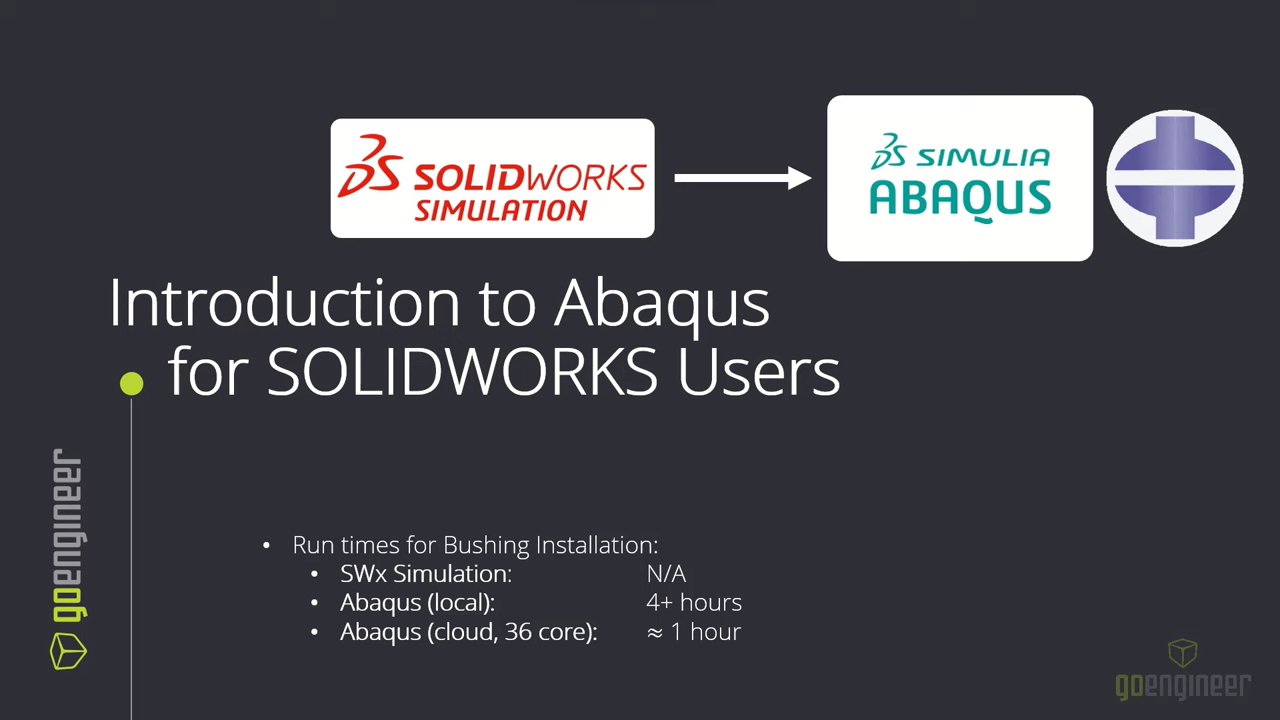 SOLIDWORKS
SIMULATION
SIMULIA
ABAQUS
Introduction to Abaqus
for SOLIDWORKS Users
goengineer
• Run times for Bushing Installation:
• SWx Simulation: N/A
• Abaqus (local): 4+ hours
• Abaqus (cloud, 36 core): ≈ 1 hour
goengineer